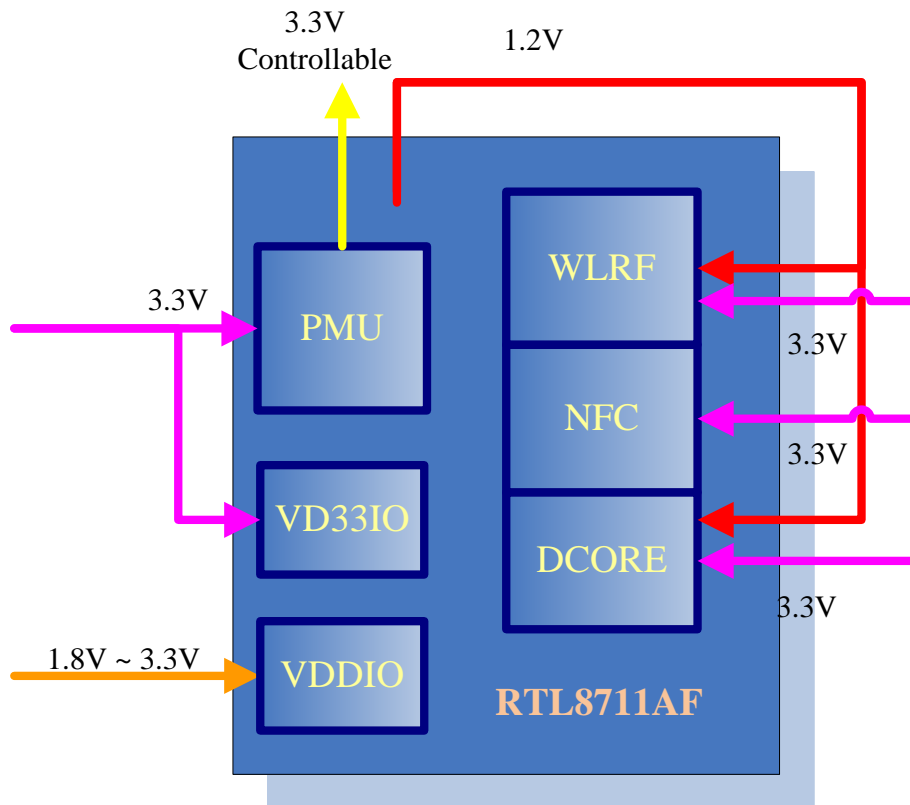 3.3V
Controllable
1.2V
WLRF
3.3V
PMU
3.3V
NFC
3.3V
VD33IO
DCORE
3.3V
1.8V ~ 3.3V
VDDIO
RTL8711AF